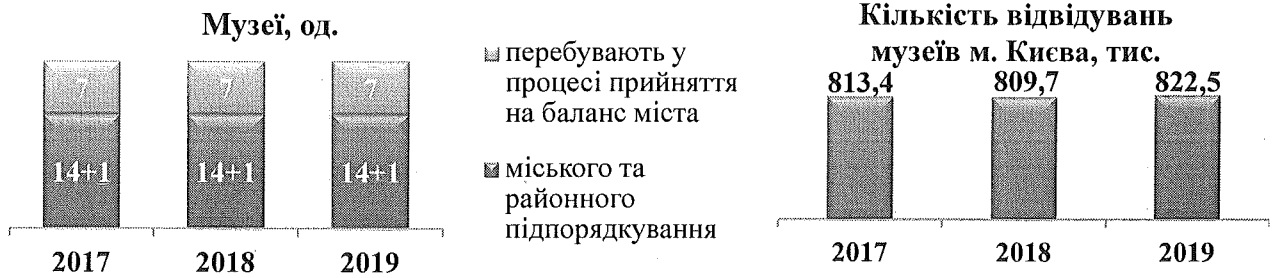 Музеї, од.
7
7
7
14+1
14+1
14+1
2017
2018
2019
перебувають у
процесі прийняття
на баланс міста
міського та
районного
підпорядкування
Кількість відвідувань
музеїв м. Києва, тис.
813,4
809,7
822,5
2017
2018
2019